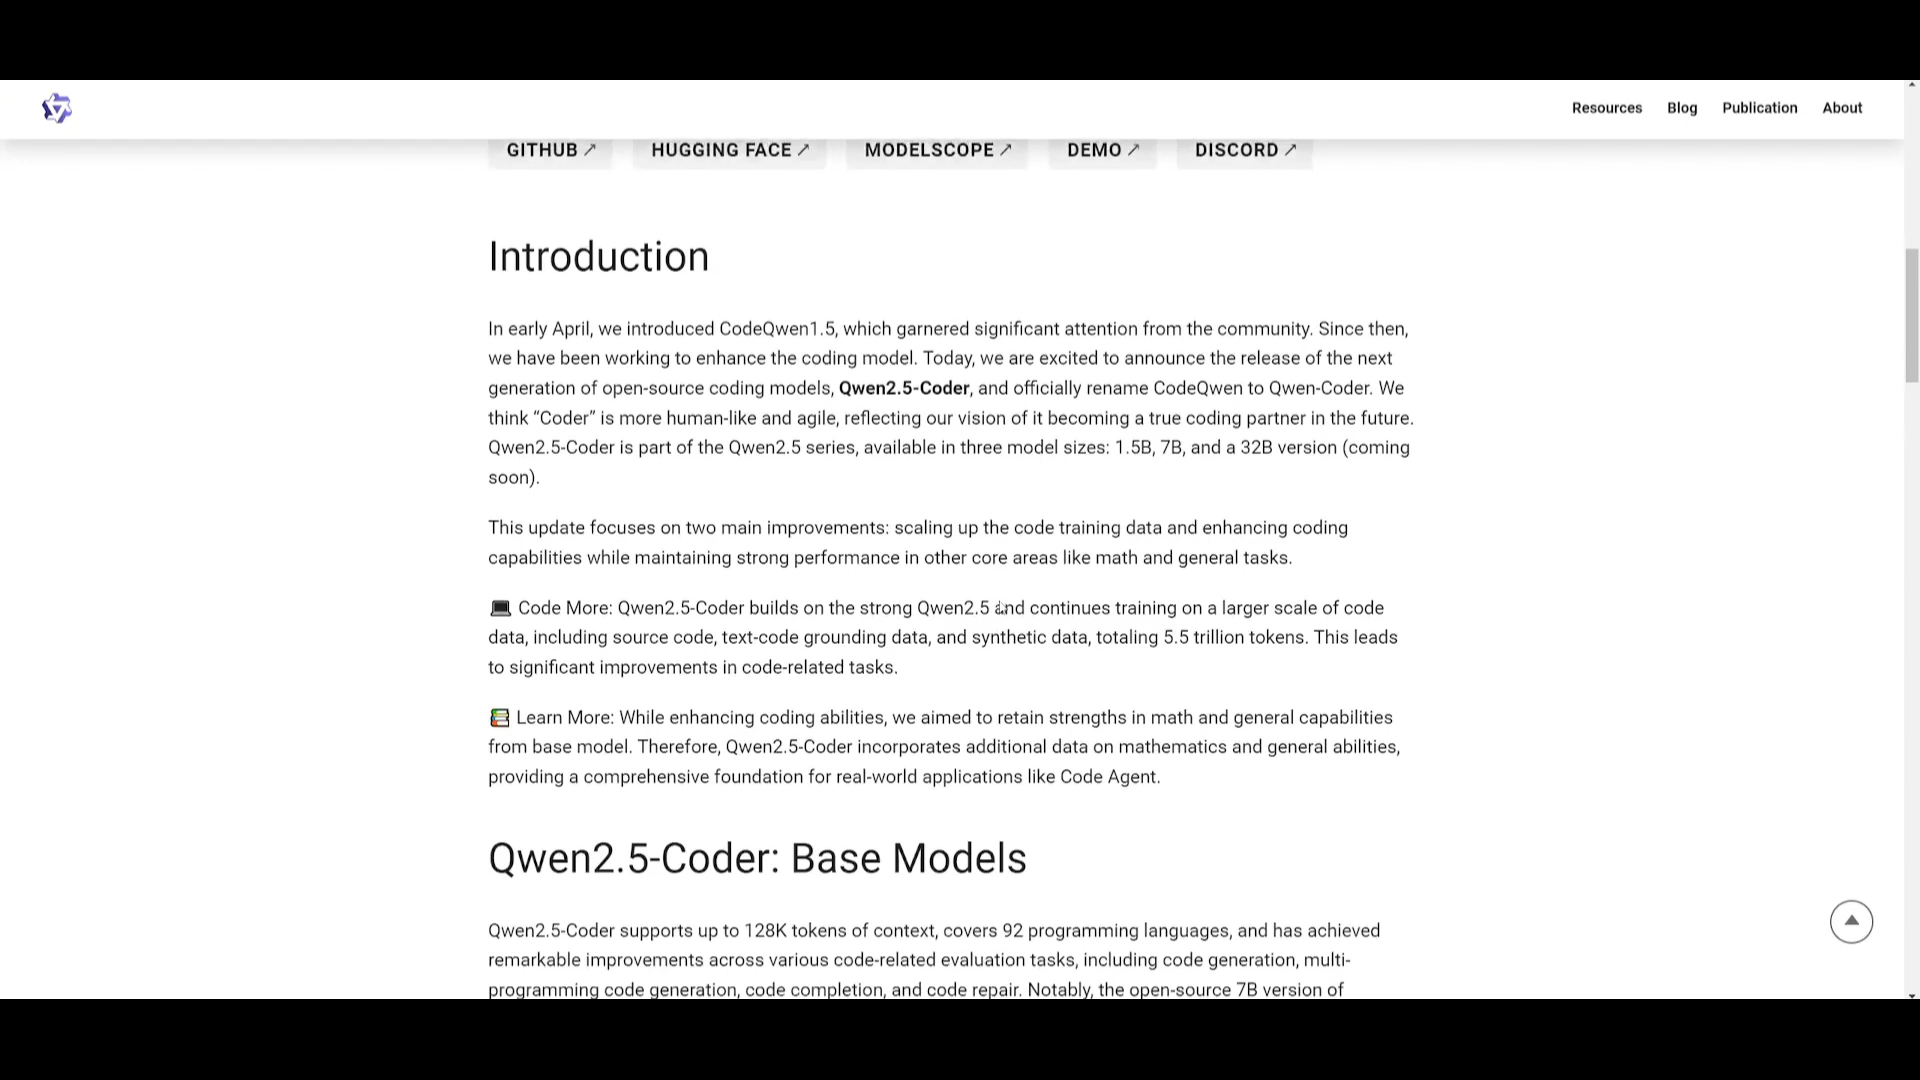 Resources Blog Publication About
GITHUB ↗ HUGGING FACE ↗ MODELSCOPE ↗ DEMO ↗ DISCORD ↗
Introduction
In early April, we introduced CodeQwen1.5, which garnered significant attention from the community. Since then,
we have been working to enhance the coding model. Today, we are excited to announce the release of the next
generation of open-source coding models, Qwen2.5-Coder, and officially rename CodeQwen to Qwen-Coder. We
think “Coder” is more human-like and agile, reflecting our vision of it becoming a true coding partner in the future.
Qwen2.5-Coder is part of the Qwen2.5 series, available in three model sizes: 1.5B, 7B, and a 32B version (coming
soon).
This update focuses on two main improvements: scaling up the code training data and enhancing coding
capabilities while maintaining strong performance in other core areas like math and general tasks.
💻 Code More: Qwen2.5-Coder builds on the strong Qwen2.5 and continues training on a larger scale of code
data, including source code, text-code grounding data, and synthetic data, totaling 5.5 trillion tokens. This leads
to significant improvements in code-related tasks.
📚 Learn More: While enhancing coding abilities, we aimed to retain strengths in math and general capabilities
from base model. Therefore, Qwen2.5-Coder incorporates additional data on mathematics and general abilities,
providing a comprehensive foundation for real-world applications like Code Agent.
Qwen2.5-Coder: Base Models
Qwen2.5-Coder supports up to 128K tokens of context, covers 92 programming languages, and has achieved
remarkable improvements across various code-related evaluation tasks, including code generation, multi-
programming code generation, code completion, and code repair. Notably, the open-source 7B version of